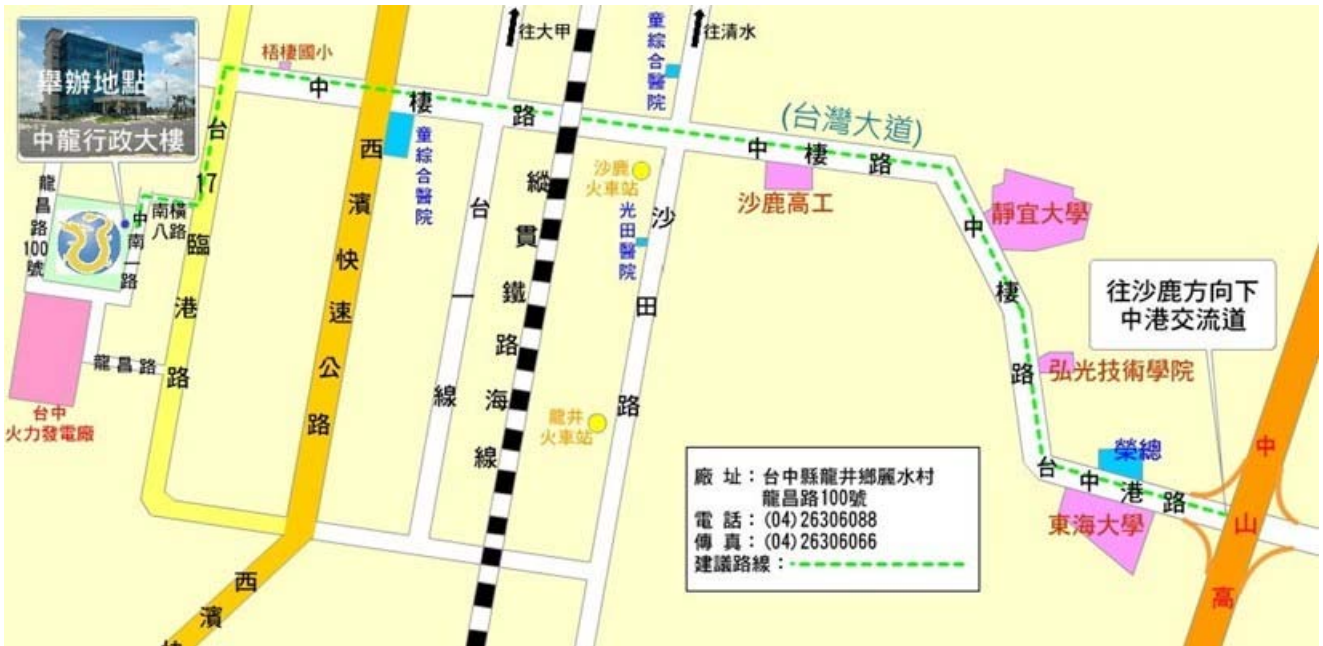 舉辦地點
中龍行政大樓
梧棲國小
往大甲
童綜合醫院
往清水
中棲路
(台灣大道)
中棲路
台17
臨港路
西濱快速公路
童綜合醫院
台一線
縱貫鐵路海線
沙鹿
火車站
光田醫院
沙田路
沙鹿高工
靜宜大學
中棲路
龍昌路100號
中南一路
南橫
八路
往沙鹿方向下
中港交流道
弘光技術學院
龍昌路
台中
火力發電廠
龍井
火車站
榮總
台中港路
東海大學
中山高
廠 址：台中縣龍井鄉麗水村
龍昌路100號
電 話：(04)26306088
傳 真：(04)26306066
建議路線：
西濱